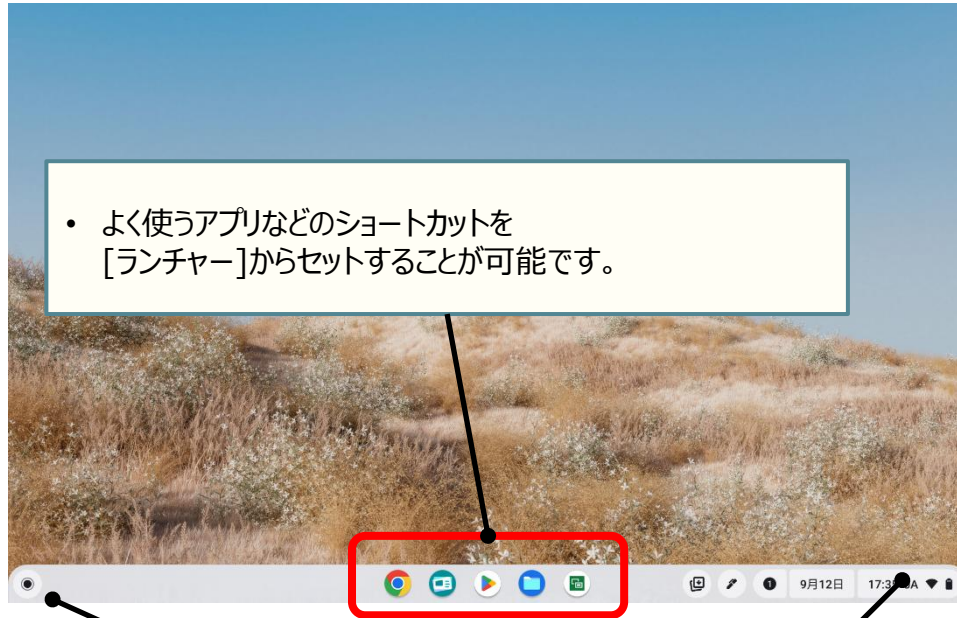 • よく使うアプリなどのショートカットを
[ランチャー]からセットすることが可能です。
1 9月12日